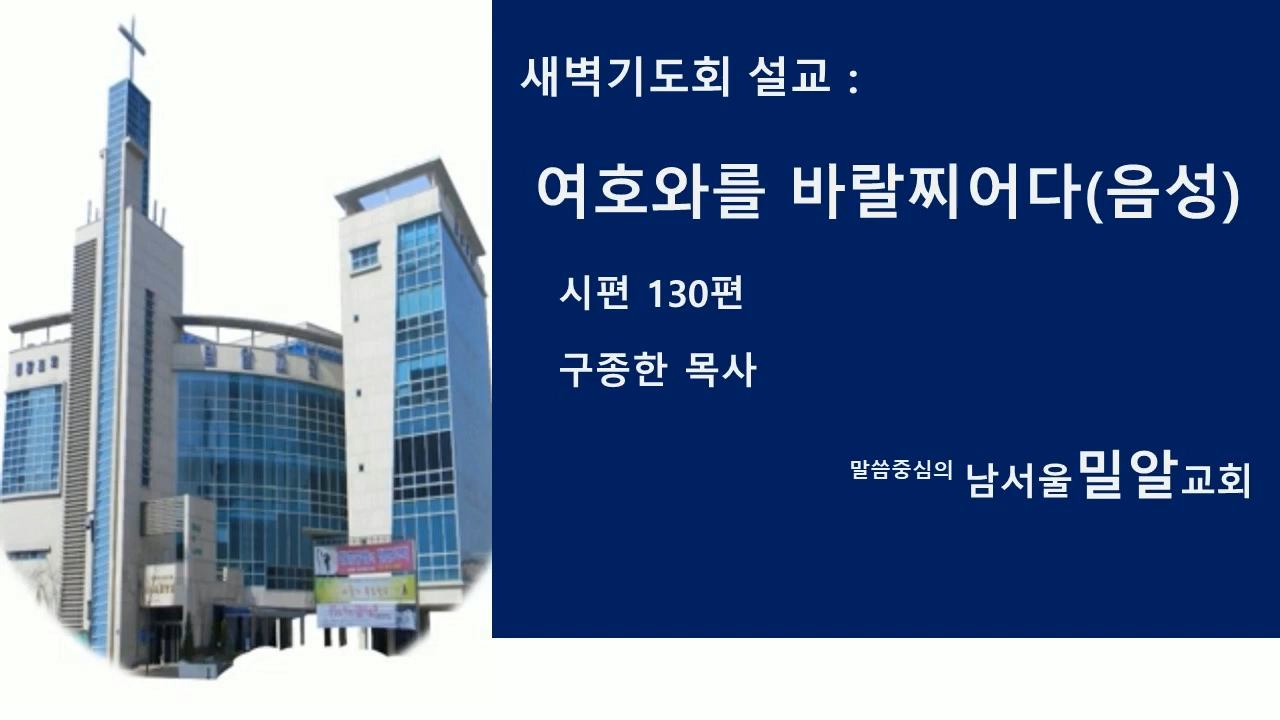 새벽기도회 설교 :
여호와를 바랄찌어다(음성)
시편 130편
구종한 목사
말씀중심의 남서울밀알교회